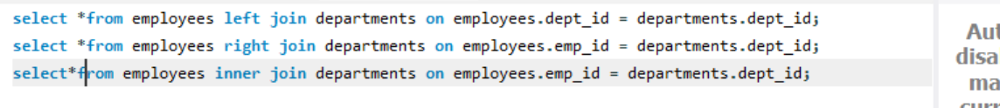 select *from employees left join departments on employees.dept_id = departments.dept_id;
select *from employees right join departments on employees.emp_id = departments.dept_id;
select*from employees inner join departments on employees.emp_id = departments.dept_id;
Aut
disa
ma
curr